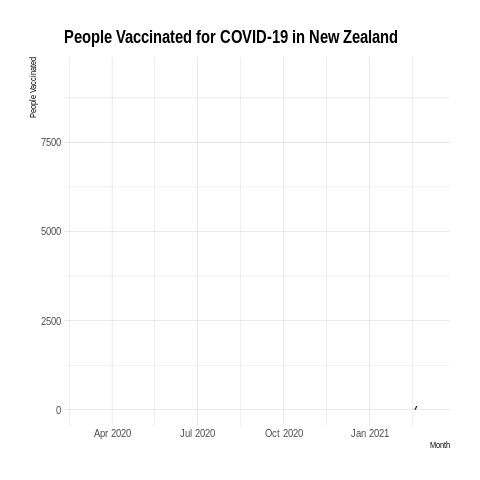 People Vaccinated for COVID-19 in New Zealand
People Vaccinated
7500
5000
2500
0
Apr 2020 Jul 2020 Oct 2020 Jan 2021
Month